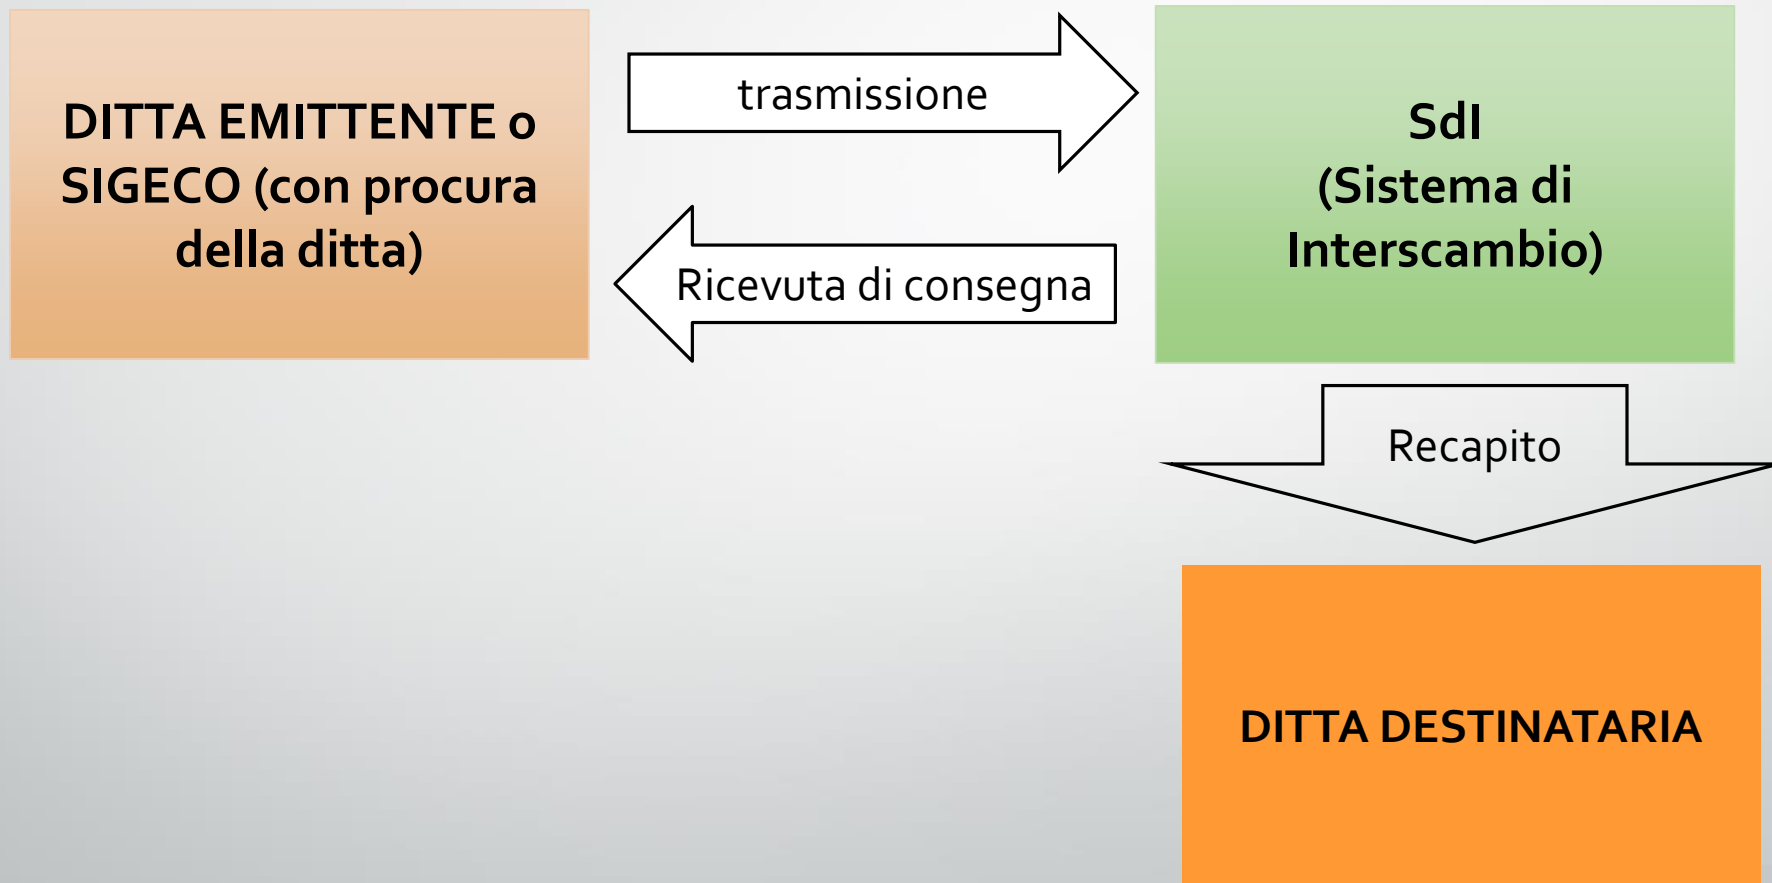 DITTA EMITTENTE o
SIGECO (con procura
della ditta)
trasmissione
Ricevuta di consegna
SdI
(Sistema di
Interscambio)
Recapito
DITTA DESTINATARIA